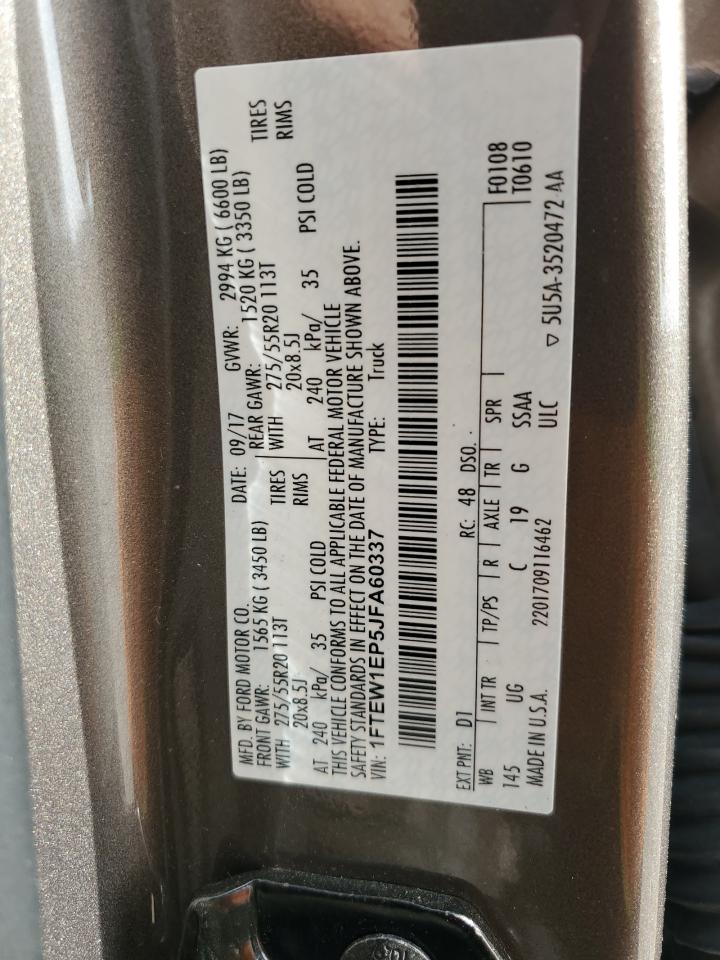 MFD. BY FORD MOTOR CO.
DATE: 09/17 GVWR: 2994 KG ( 6600 LB)
FRONT GAWR: 1565 KG (3450 LB)
REAR GAWR: 1520 KG ( 3350 LB)
WITH 275/55R20 113T TIRES
WITH 275/55R20 113T TIRES
20x8.5J RIMS
20x8.5J RIMS
AT 240 kPa/ 35 PSI COLD
AT 240 kPa/ 35 PSI COLD
THIS VEHICLE CONFORMS TO ALL APPLICABLE FEDERAL MOTOR VEHICLE
SAFETY STANDARDS IN EFFECT ON THE DATE OF MANUFACTURE SHOWN ABOVE.
VIN: 1FTEW1EP5JFA60337 TYPE: Truck
EXT PNT: D1 RC: 48 DSO: F0108
WB INT TR TP/PS R AXLE TR SPR T0610
145 UG C 19 G SSAA
MADE IN U.S.A. 2201709116462 ULC ▽ 5U5A-3520472 AA